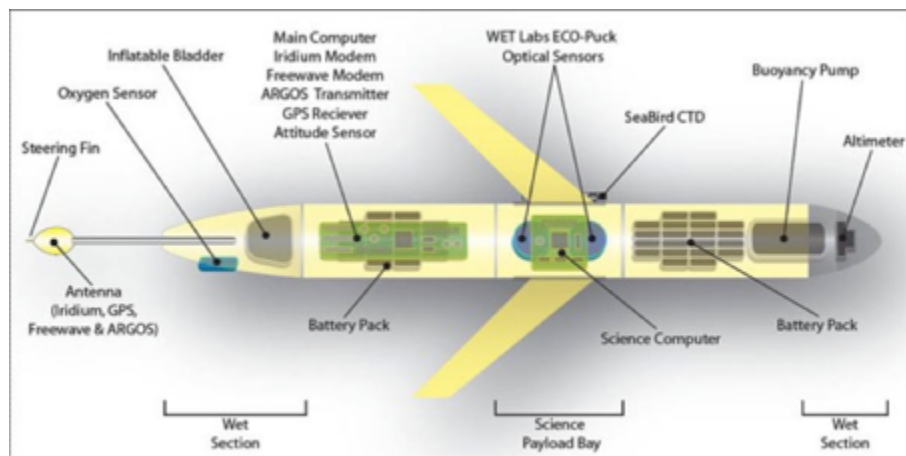 Main Computer
Iridium Modem
Freewave Modem
ARGOS Transmitter
GPS Reciever
Attitude Sensor
WET Labs ECO-Puck
Optical Sensors
Inflatable Bladder
Buoyancy Pump
Oxygen Sensor
SeaBird CTD
Altimeter
Steering Fin
Antenna
(Iridium, GPS,
Freewave & ARGOS)
Battery Pack
Science Computer
Battery Pack
Wet
Section
Science
Payload Bay
Wet
Section